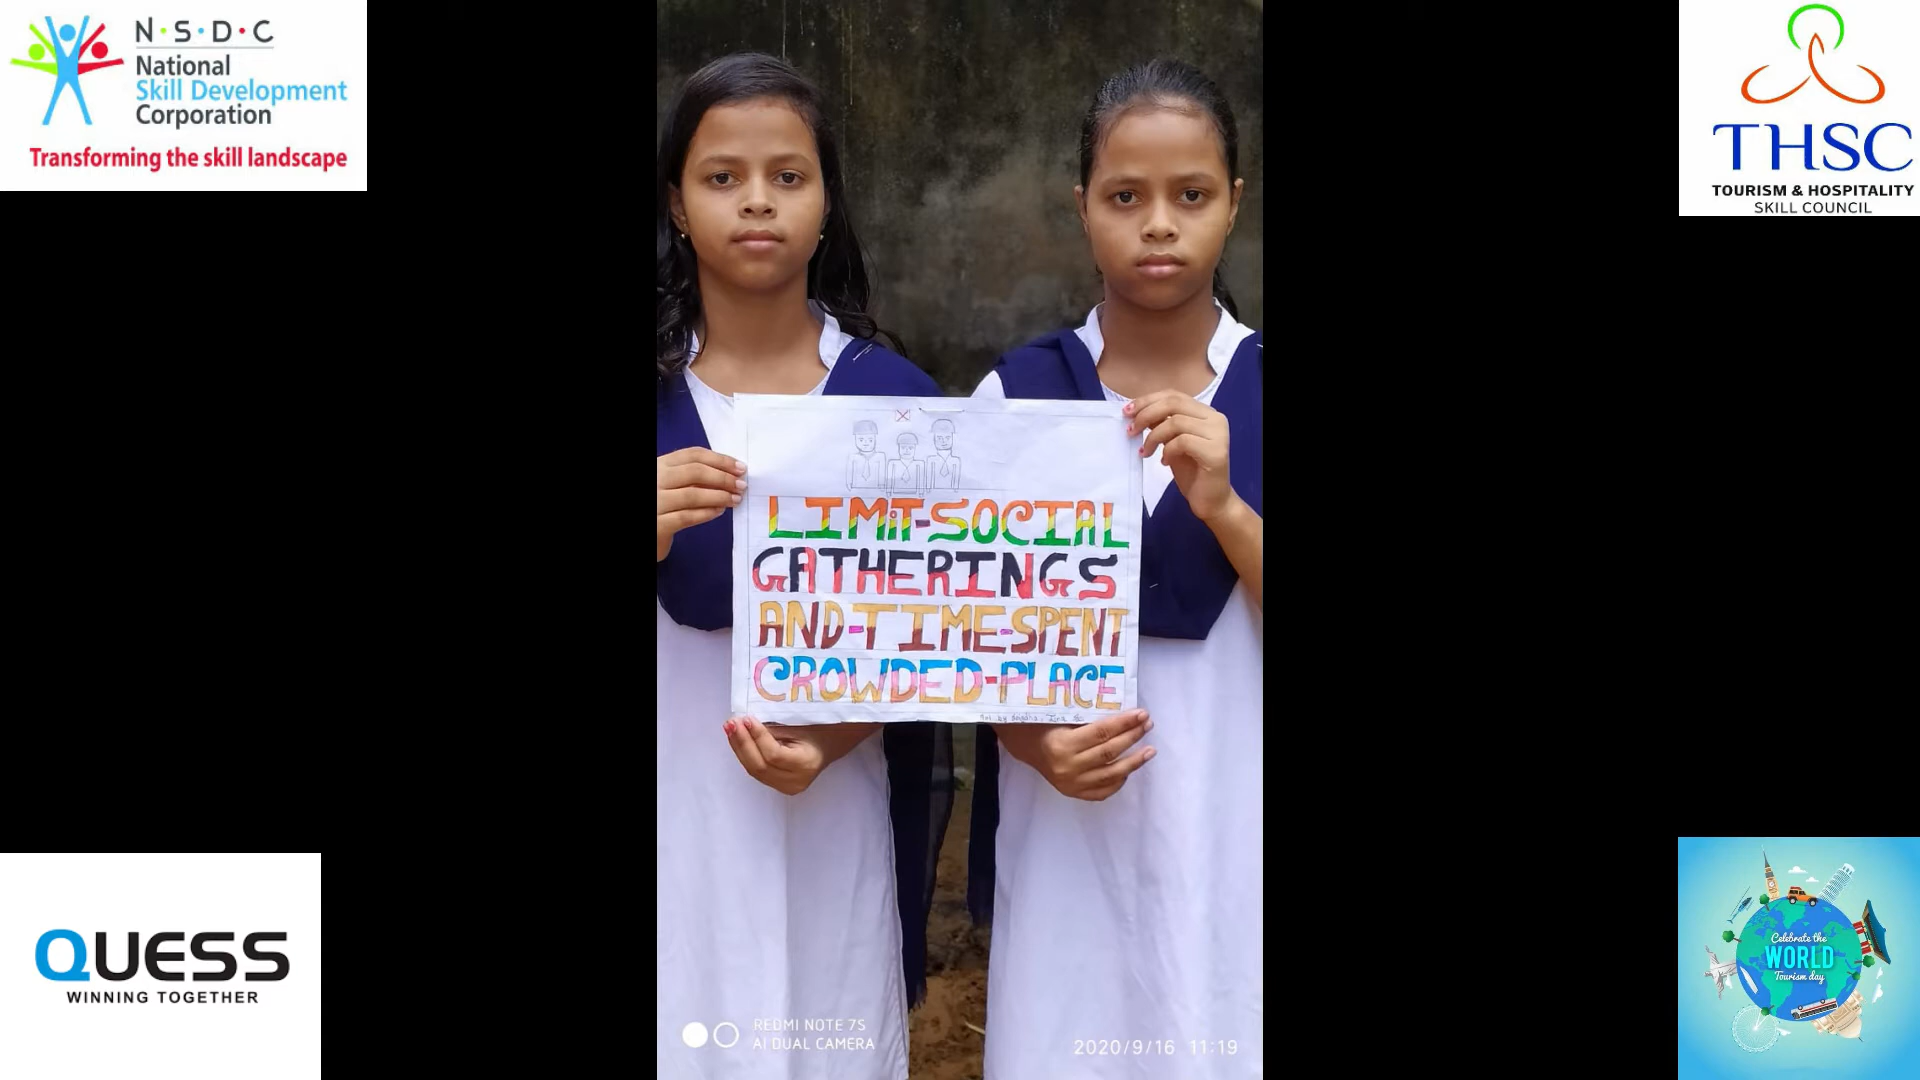 N·S·D·C
National
Skill Development
Corporation
Transforming the skill landscape
THSC
TOURISM & HOSPITALITY
SKILL COUNCIL
LIMiT-SOCIAL
GATHERINGS
AND-TIME-SPENT
CROWDED-PLACE
by
QUESS
WINNING TOGETHER
REDMI NOTE 7S
AI DUAL CAMERA
2020/9/16 11:19
Celebrate the
WORLD
Tourism day